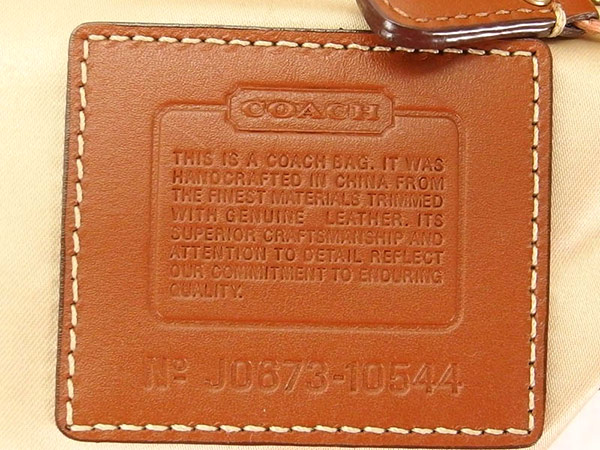 COACH
THIS IS A COACH BAG. IT WAS
HANDCRAFTED IN CHINA FROM
THE FINEST MATERIALS TRIMMED
WITH GENUINE LEATHER. ITS
SUPERIOR CRAFTSMANSHIP AND
ATTENTION TO DETAIL REFLECT
OUR COMMITMENT TO ENDURING
QUALITY.
Nº J0673-10544